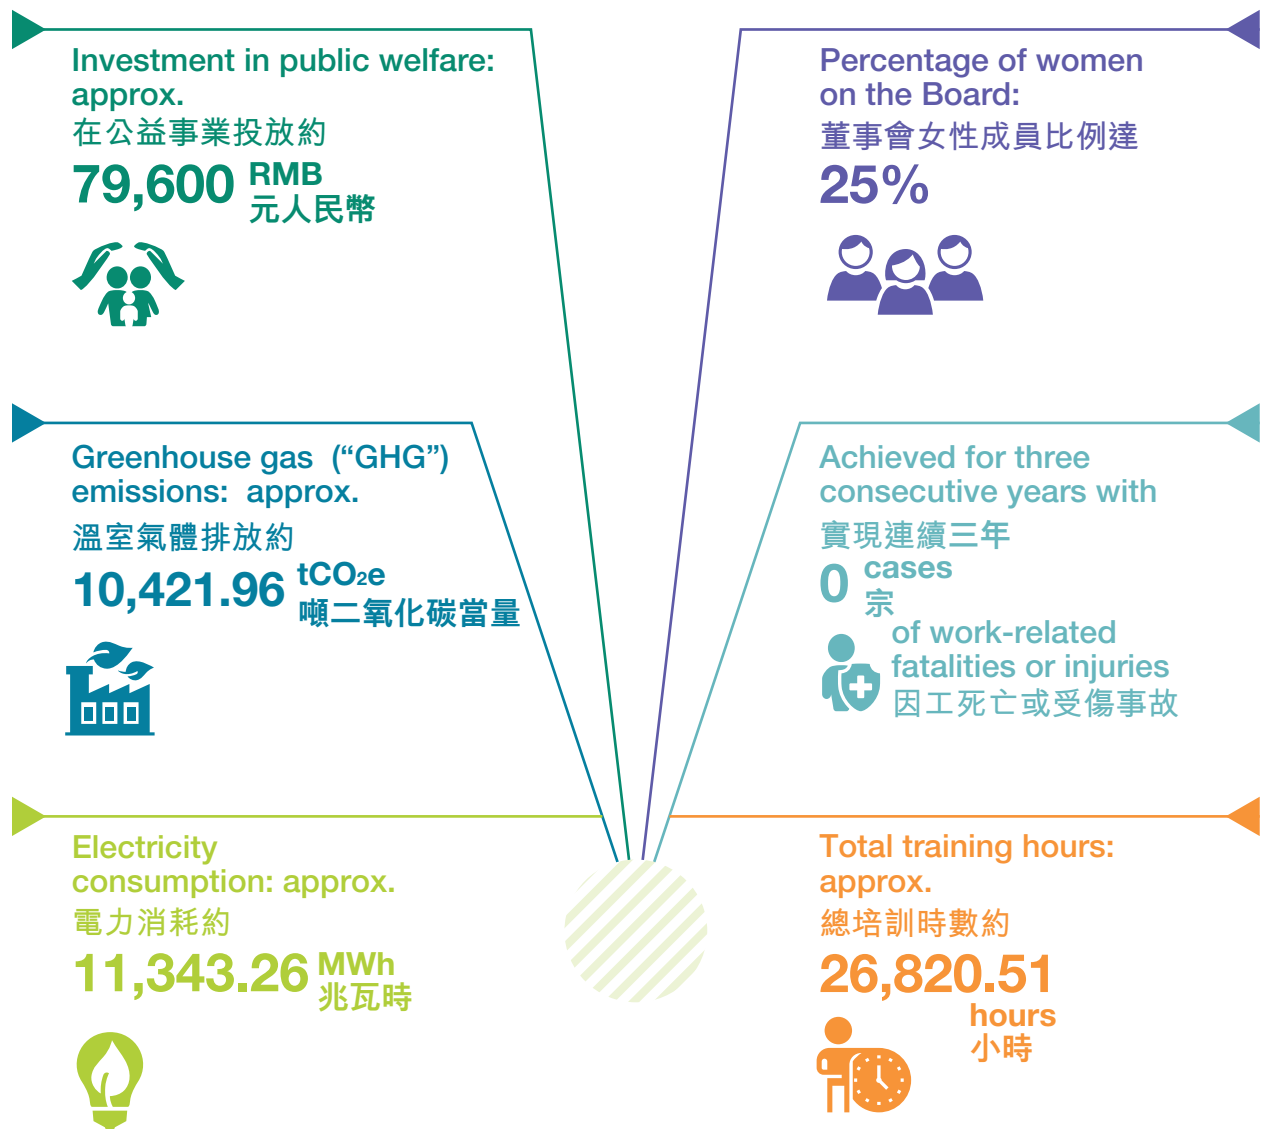 Investment in public welfare:
approx.
在公益事業投放約
79,600 RMB
元人民幣
Percentage of women
on the Board:
董事會女性成員比例達
25%
Greenhouse gas (“GHG”)
emissions: approx.
溫室氣體排放約
10,421.96 tCO₂e
噸二氧化碳當量
Achieved for three
consecutive years with
實現連續三年
0 cases
宗
of work-related
fatalities or injuries
因工死亡或受傷事故
Electricity
consumption: approx.
電力消耗約
11,343.26 MWh
兆瓦時
Total training hours:
approx.
總培訓時數約
26,820.51
hours
小時